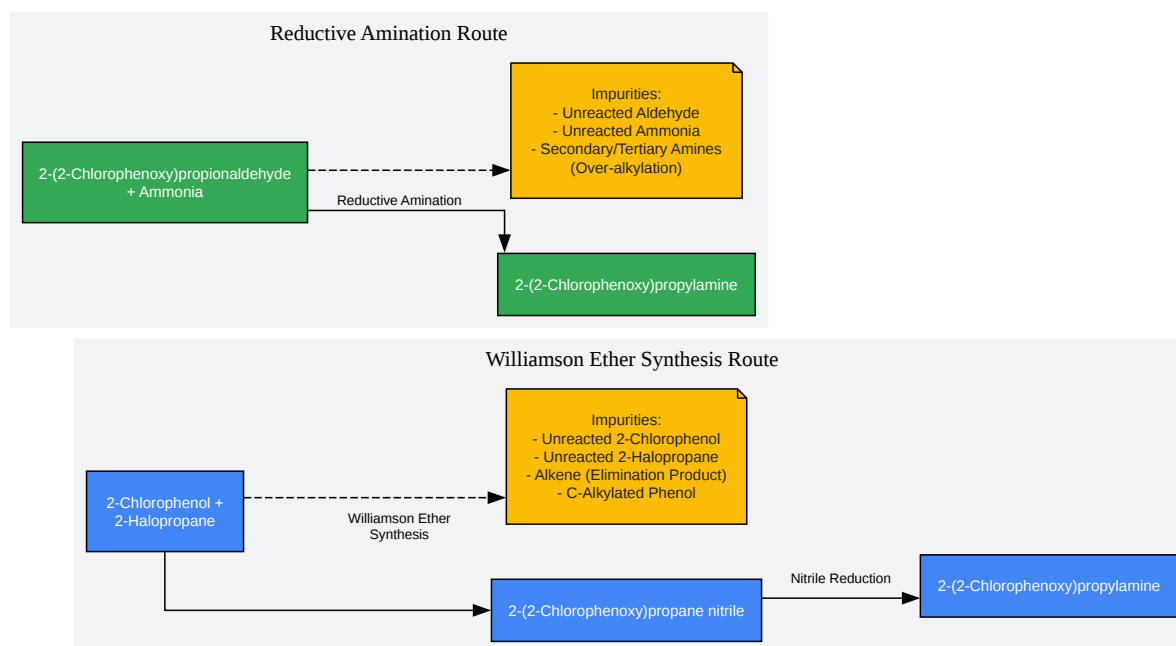 Reductive Amination Route
Impurities:
- Unreacted Aldehyde
- Unreacted Ammonia
- Secondary/Tertiary Amines
(Over-alkylation)
2-(2-Chlorophenoxy)propionaldehyde
+ Ammonia
Reductive Amination
2-(2-Chlorophenoxy)propylamine
Williamson Ether Synthesis Route
Impurities:
- Unreacted 2-Chlorophenol
- Unreacted 2-Halopropane
- Alkene (Elimination Product)
- C-Alkylated Phenol
2-Chlorophenol +
2-Halopropane
Williamson Ether
Synthesis
2-(2-Chlorophenoxy)propane nitrile
Nitrile Reduction
2-(2-Chlorophenoxy)propylamine